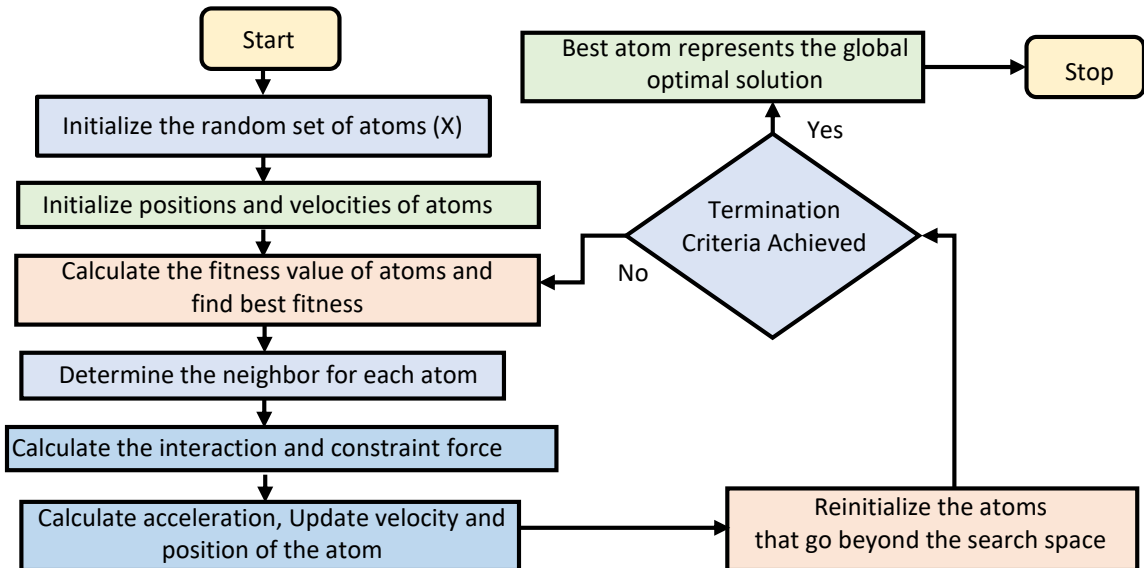 Start
Initialize the random set of atoms (X)
Initialize positions and velocities of atoms
Calculate the fitness value of atoms and
find best fitness
Determine the neighbor for each atom
Calculate the interaction and constraint force
Calculate acceleration, Update velocity and
position of the atom
Reinitialize the atoms
that go beyond the search space
Termination
Criteria Achieved
No
Yes
Best atom represents the global
optimal solution
Stop